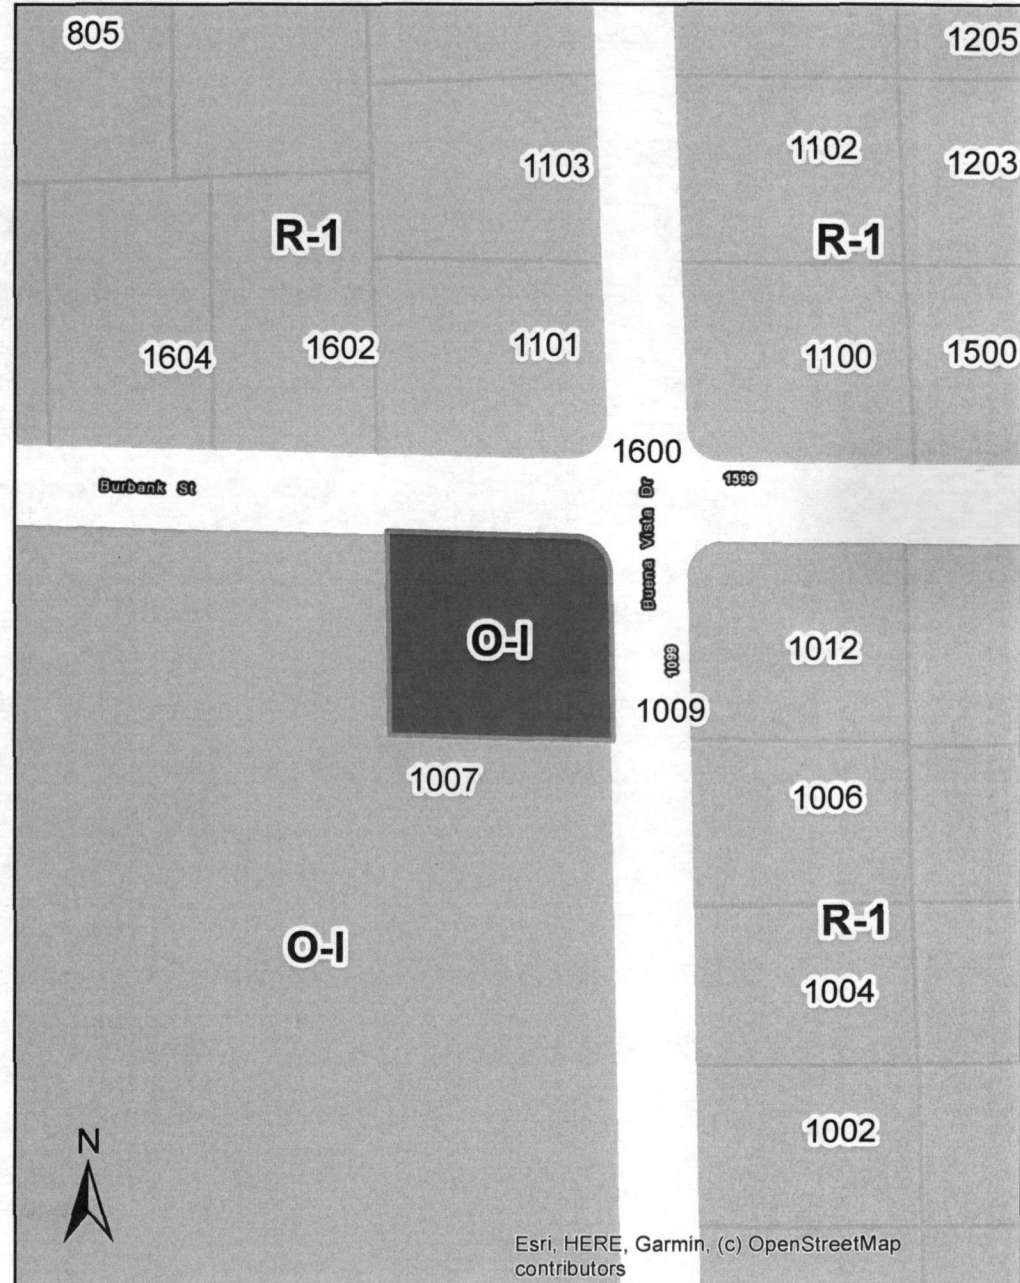 805
1205
1102
1203
1103
R-1
R-1
1604
1602
1101
1100
1500
1600
1599
Burbank St
Buena Vista Dr
O-I
1012
1099
1009
1007
1006
R-1
O-I
1004
1002
N
Esri, HERE, Garmin, (c) OpenStreetMap
contributors